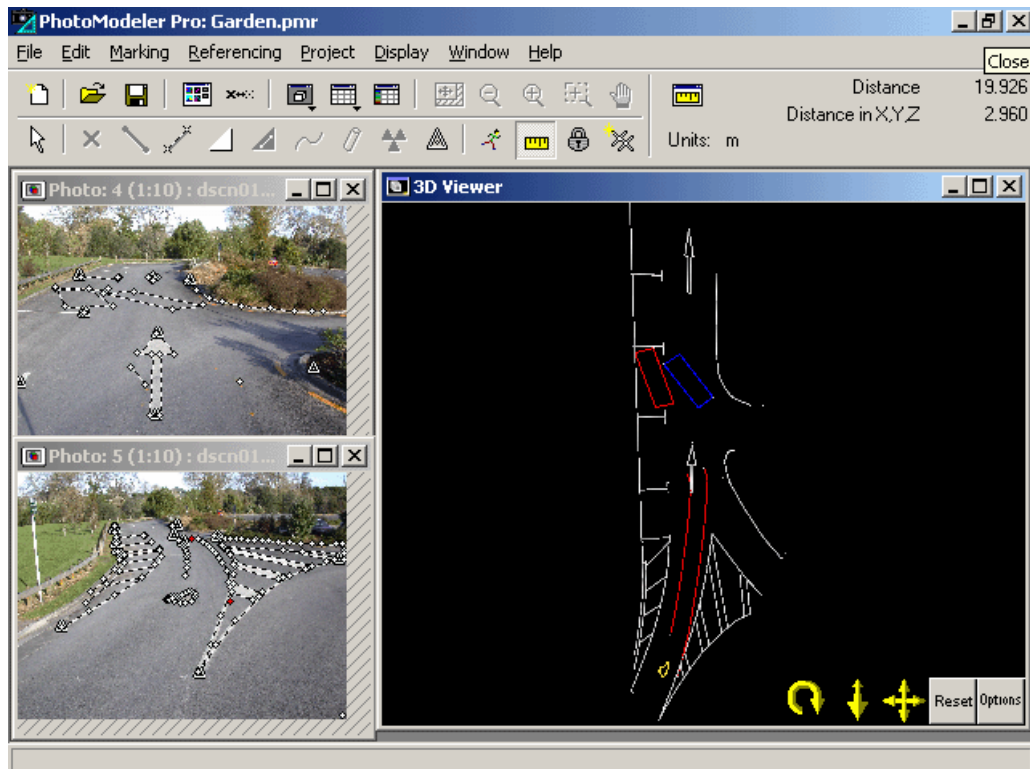 PhotoModeler Pro: Garden.pmr
File Edit Marking Referencing Project Display Window Help
Close
Distance 19.926
Distance in X,Y,Z 2.960
Units: m
Photo: 4 (1:10) : dscn01...
3D Viewer
Photo: 5 (1:10) : dscn01...
Reset Options